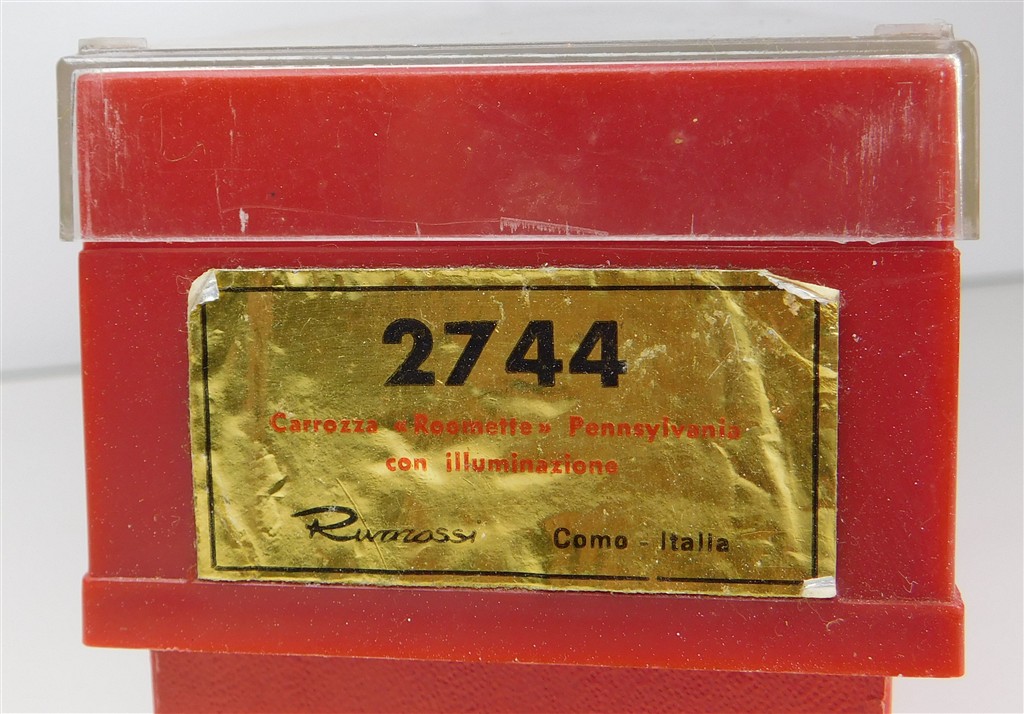 2744
Carrozza «Roomette» Pennsylvania
con illuminazione
Rivarossi Como - Italia